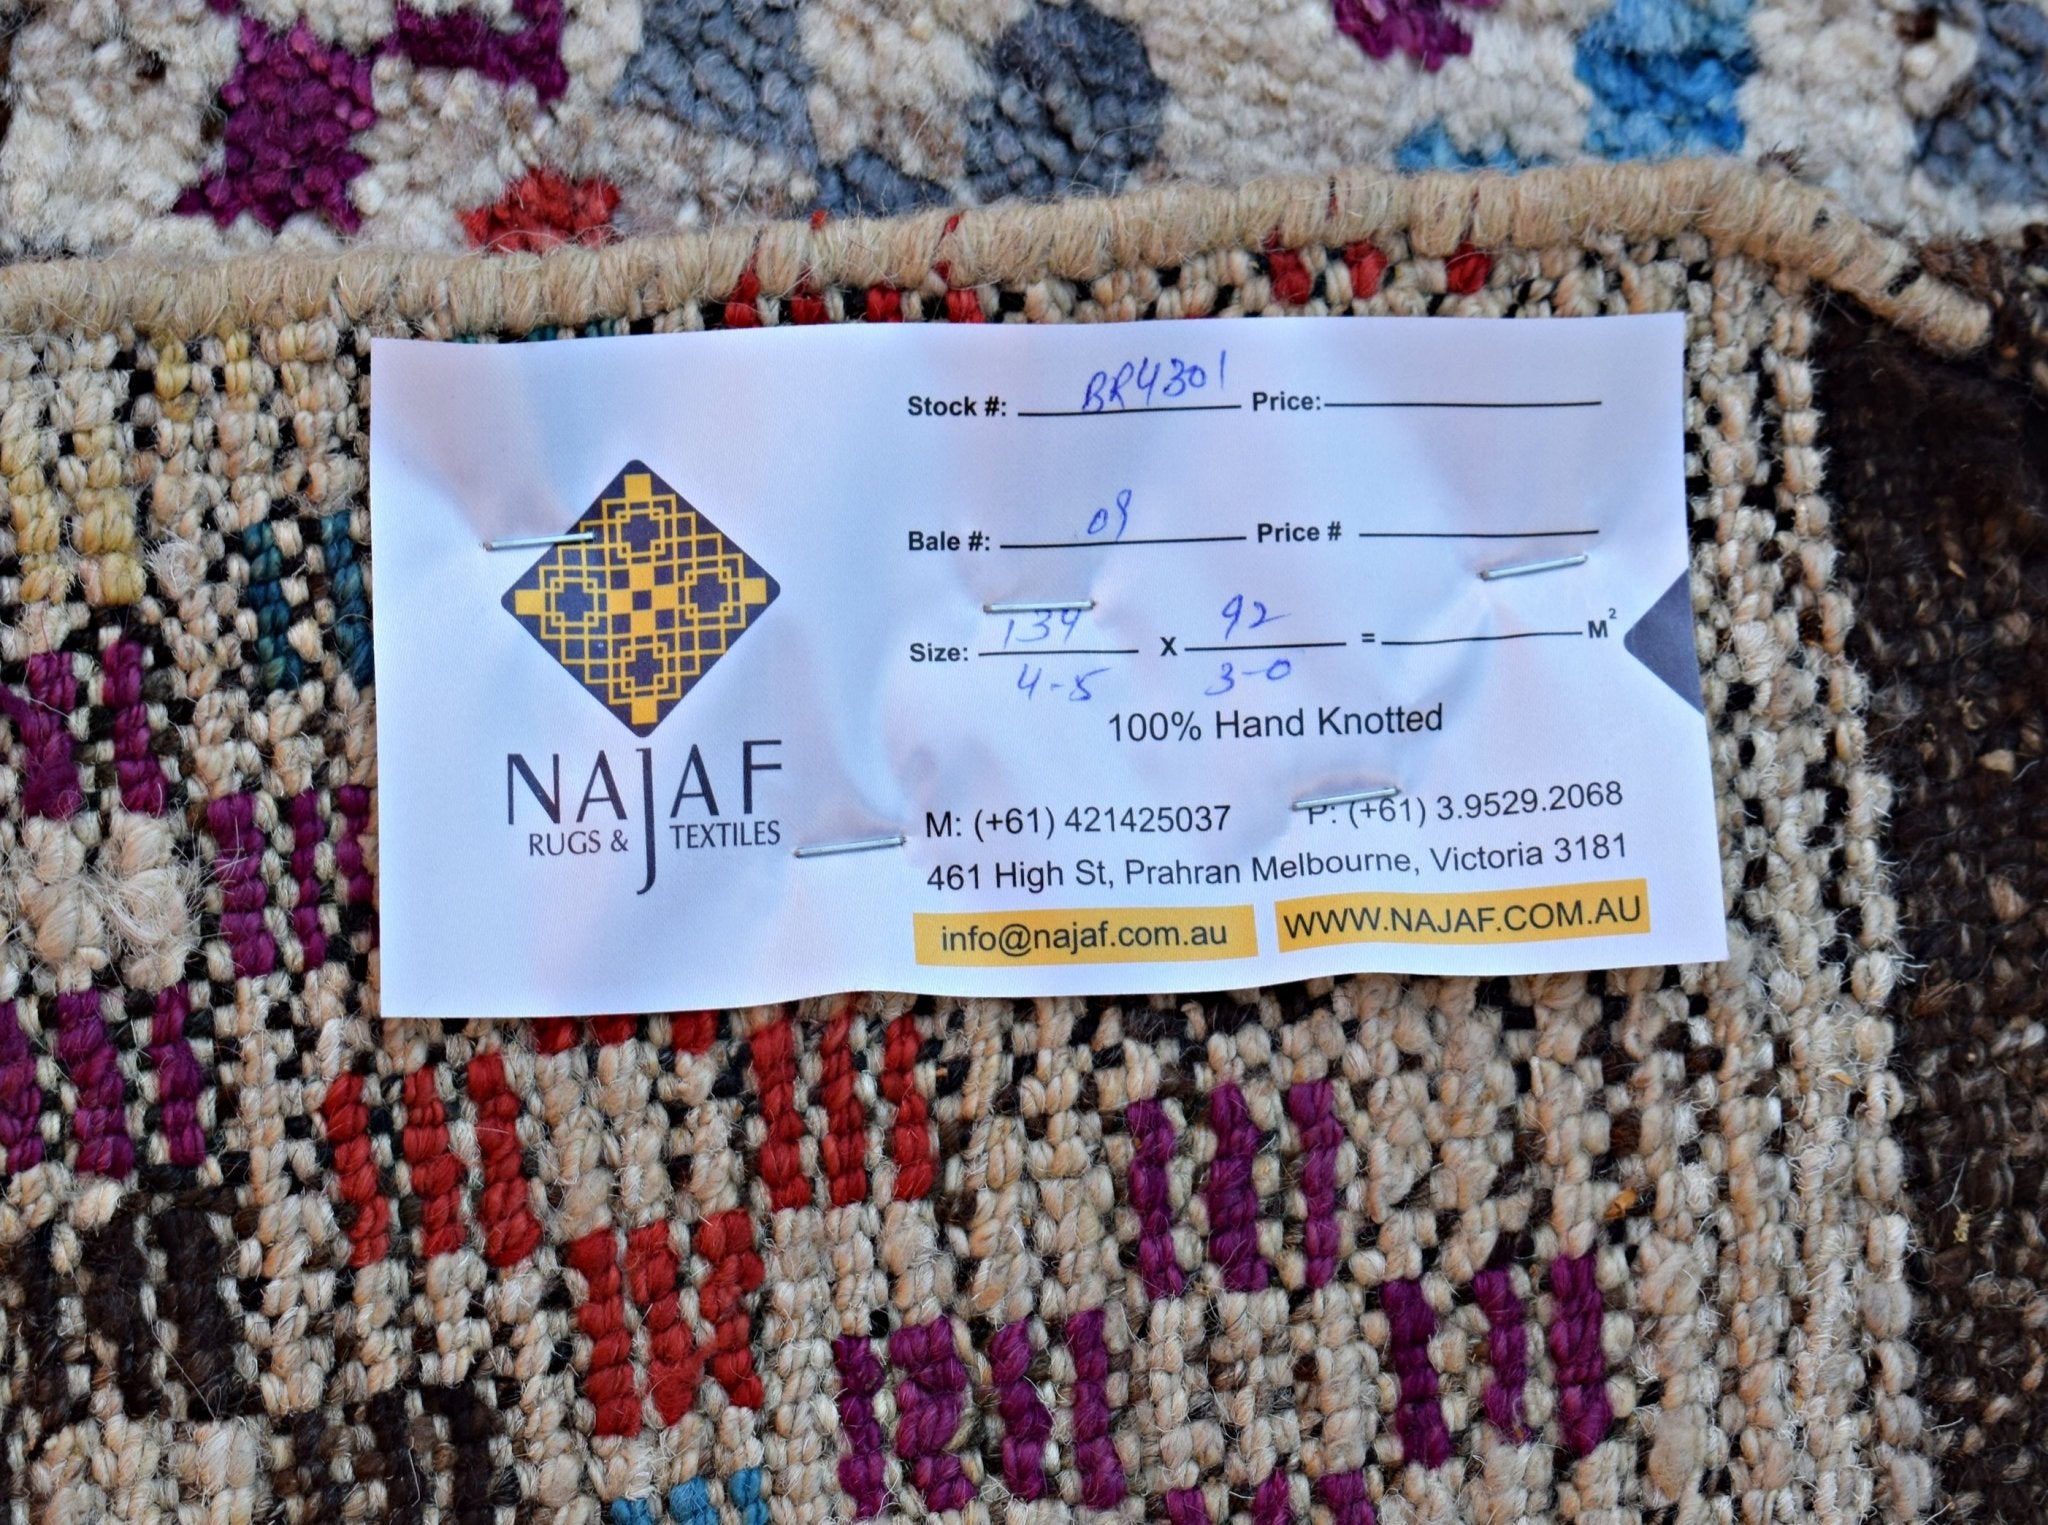 NAJAF
RUGS & TEXTILES
Stock #: BR4301 Price:
Bale #: 09 Price #
Size: 134 X 92 = M²
4-5 3-0
100% Hand Knotted
M: (+61) 421425037 P: (+61) 3.9529.2068
461 High St, Prahran Melbourne, Victoria 3181
info@najaf.com.au WWW.NAJAF.COM.AU